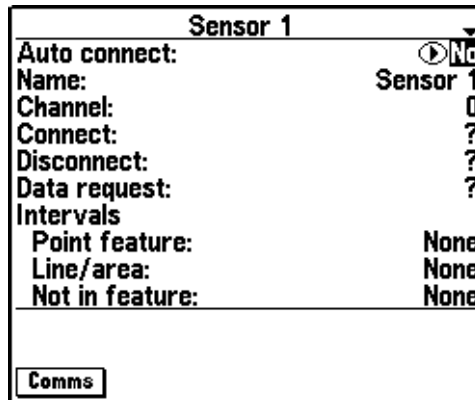 Sensor 1
Auto connect: No
Name: Sensor 1
Channel: 0
Connect: ?
Disconnect: ?
Data request: ?
Intervals
Point feature: None
Line/area: None
Not in feature: None
Comms